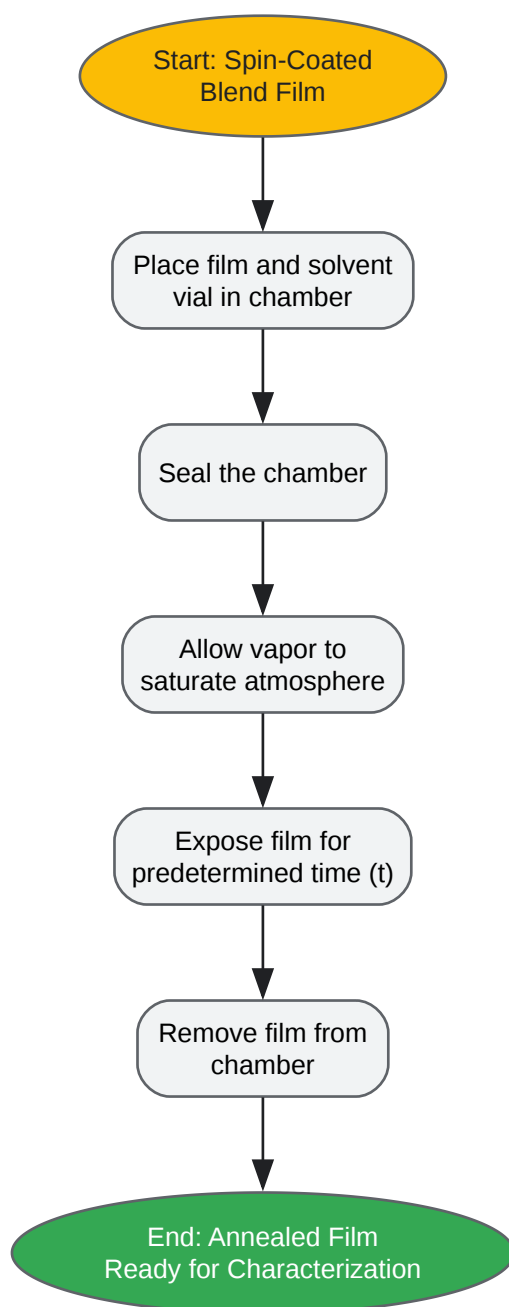 Start: Spin-Coated
Blend Film
Place film and solvent
vial in chamber
Seal the chamber
Allow vapor to
saturate atmosphere
Expose film for
predetermined time (t)
Remove film from
chamber
End: Annealed Film
Ready for Characterization